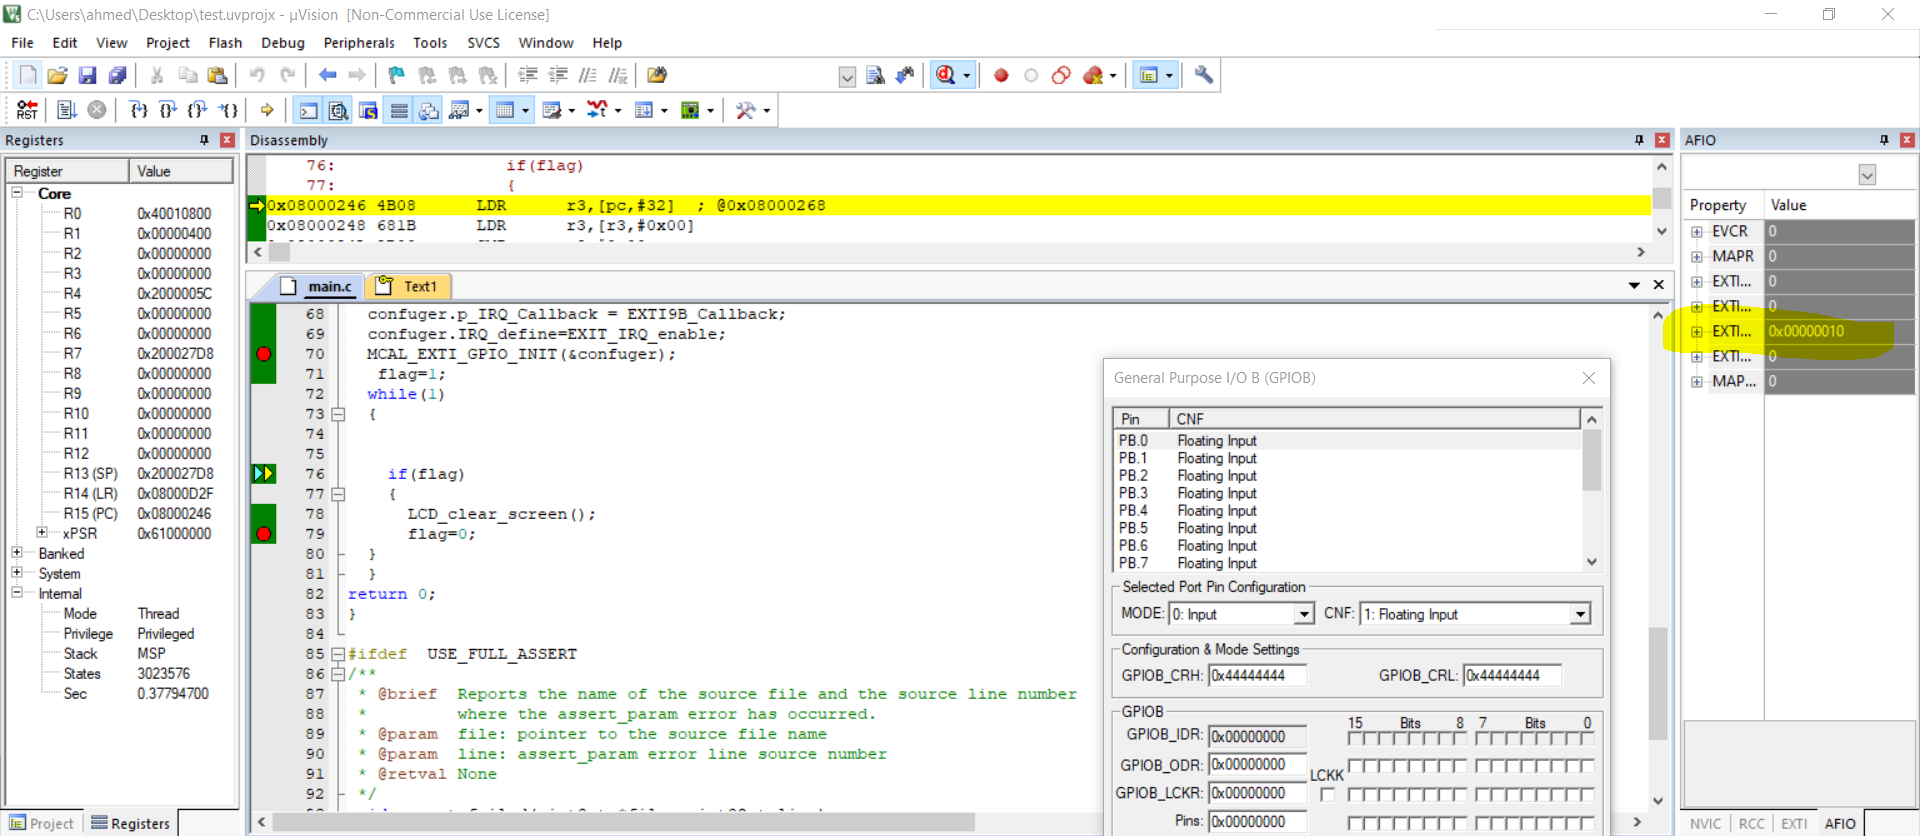 C:\Users\ahmed\Desktop\test.uvprojx - µVision  [Non-Commercial Use License]
File Edit View Project Flash Debug Peripherals Tools SVCS Window Help
RST
Registers
Register Value
Core
R0 0x40010800
R1 0x00000400
R2 0x00000000
R3 0x00000000
R4 0x2000005C
R5 0x00000000
R6 0x00000000
R7 0x200027D8
R8 0x00000000
R9 0x00000000
R10 0x00000000
R11 0x00000000
R12 0x00000000
R13 (SP) 0x200027D8
R14 (LR) 0x08000D2F
R15 (PC) 0x08000246
xPSR 0x61000000
Banked
System
Internal
Mode Thread
Privilege Privileged
Stack MSP
States 3023576
Sec 0.37794700
Project Registers
Disassembly
76: if(flag)
77: {
0x08000246 4B08 LDR r3,[pc,#32] ; @0x08000268
0x08000248 681B LDR r3,[r3,#0x00]
main.c Text1
68 confuger.p_IRQ_Callback = EXTI9B_Callback;
69 confuger.IRQ_define=EXIT_IRQ_enable;
70 MCAL_EXTI_GPIO_INIT(&confuger);
71 flag=1;
72 while(1)
73 {
74
75
76 if(flag)
77 {
78 LCD_clear_screen();
79 flag=0;
80 }
81 }
82 return 0;
83 }
84
85 #ifdef USE_FULL_ASSERT
86 /**
87 * @brief Reports the name of the source file and the source line number
88 * where the assert_param error has occurred.
89 * @param file: pointer to the source file name
90 * @param line: assert_param error line source number
91 * @retval None
92 */
General Purpose I/O B (GPIOB)
Pin CNF
PB.0 Floating Input
PB.1 Floating Input
PB.2 Floating Input
PB.3 Floating Input
PB.4 Floating Input
PB.5 Floating Input
PB.6 Floating Input
PB.7 Floating Input
Selected Port Pin Configuration
MODE: 0: Input CNF: 1: Floating Input
Configuration & Mode Settings
GPIOB_CRH: 0x44444444 GPIOB_CRL: 0x44444444
GPIOB
15 Bits 8 7 Bits 0
GPIOB_IDR: 0x00000000
GPIOB_ODR: 0x00000000
LCKK
GPIOB_LCKR: 0x00000000
Pins: 0x00000000
AFIO
Property Value
EVCR 0
MAPR 0
EXTI... 0
EXTI... 0
EXTI... 0x00000010
EXTI... 0
MAP... 0
NVIC RCC EXTI AFIO